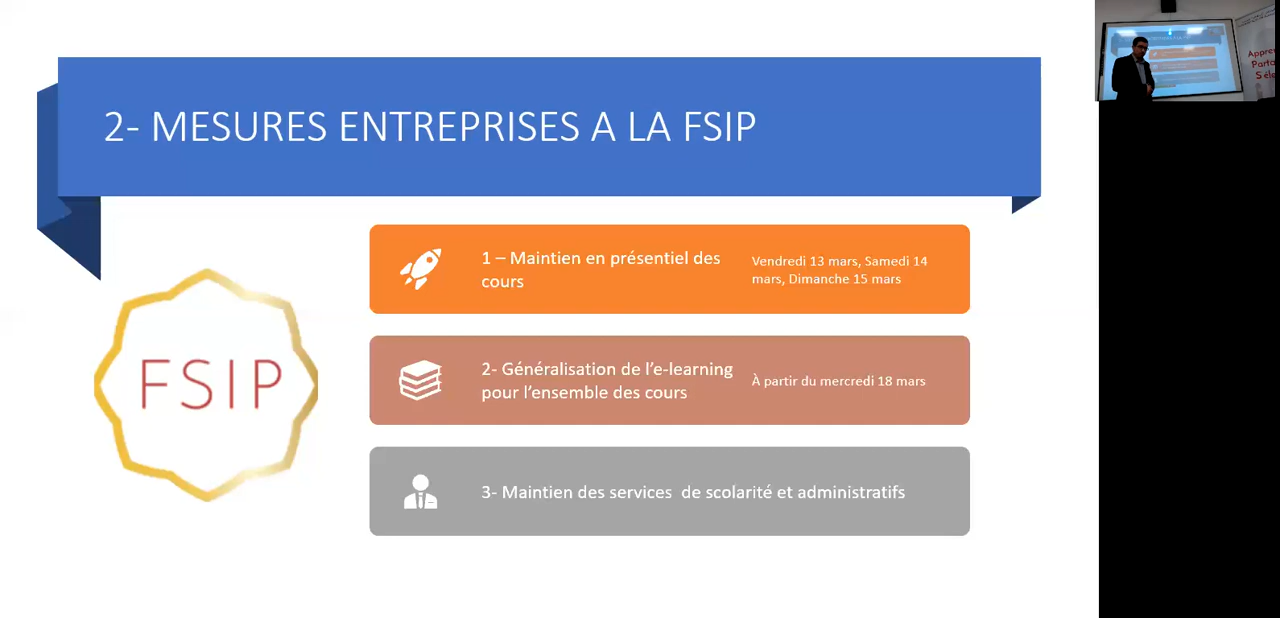 2- MESURES ENTREPRISES A LA FSIP
FSIP
1 – Maintien en présentiel des
cours
Vendredi 13 mars, Samedi 14
mars, Dimanche 15 mars
2- Généralisation de l’e-learning
pour l’ensemble des cours
À partir du mercredi 18 mars
3- Maintien des services  de scolarité et administratifs